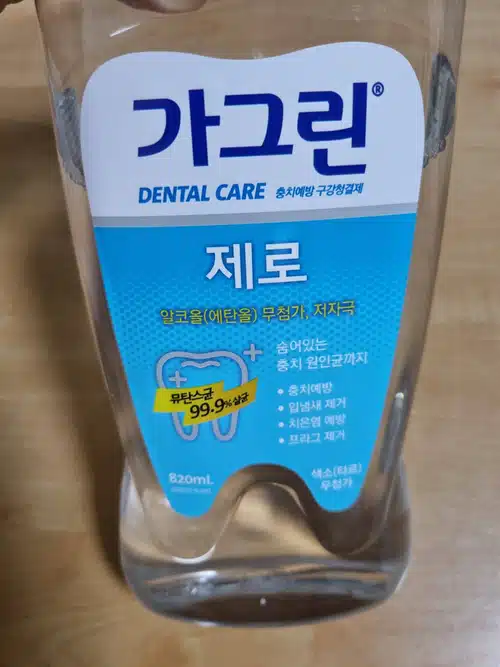 가그린®
DENTAL CARE 충치예방 구강청결제
제로
알코올(에탄올) 무첨가, 저자극
숨어있는
충치 원인균까지
뮤탄스균
99.9% 살균
• 충치예방
• 입냄새 제거
• 치은염 예방
• 프라그 제거
820mL
색소(타르)
무첨가